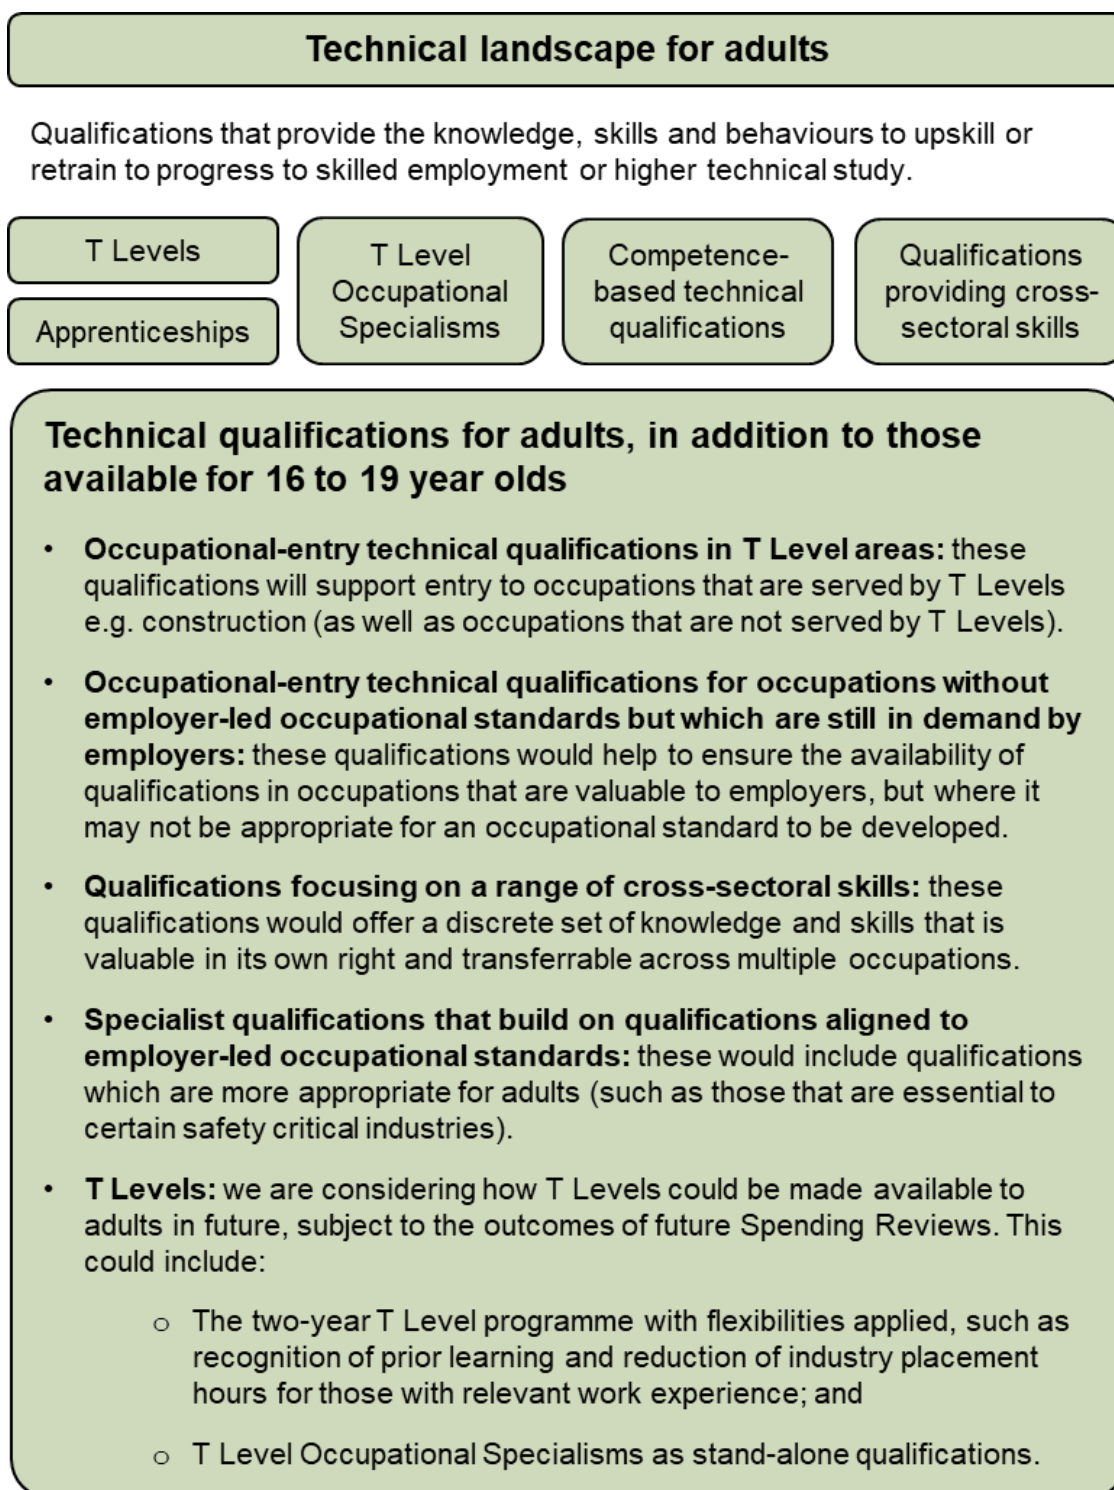 Technical landscape for adults
Qualifications that provide the knowledge, skills and behaviours to upskill or
retrain to progress to skilled employment or higher technical study.
T Levels
Apprenticeships
T Level
Occupational
Specialisms
Competence-
based technical
qualifications
Qualifications
providing cross-
sectoral skills
Technical qualifications for adults, in addition to those
available for 16 to 19 year olds
• Occupational-entry technical qualifications in T Level areas: these
qualifications will support entry to occupations that are served by T Levels
e.g. construction (as well as occupations that are not served by T Levels).
• Occupational-entry technical qualifications for occupations without
employer-led occupational standards but which are still in demand by
employers: these qualifications would help to ensure the availability of
qualifications in occupations that are valuable to employers, but where it
may not be appropriate for an occupational standard to be developed.
• Qualifications focusing on a range of cross-sectoral skills: these
qualifications would offer a discrete set of knowledge and skills that is
valuable in its own right and transferrable across multiple occupations.
• Specialist qualifications that build on qualifications aligned to
employer-led occupational standards: these would include qualifications
which are more appropriate for adults (such as those that are essential to
certain safety critical industries).
• T Levels: we are considering how T Levels could be made available to
adults in future, subject to the outcomes of future Spending Reviews. This
could include:
o The two-year T Level programme with flexibilities applied, such as
recognition of prior learning and reduction of industry placement
hours for those with relevant work experience; and
o T Level Occupational Specialisms as stand-alone qualifications.